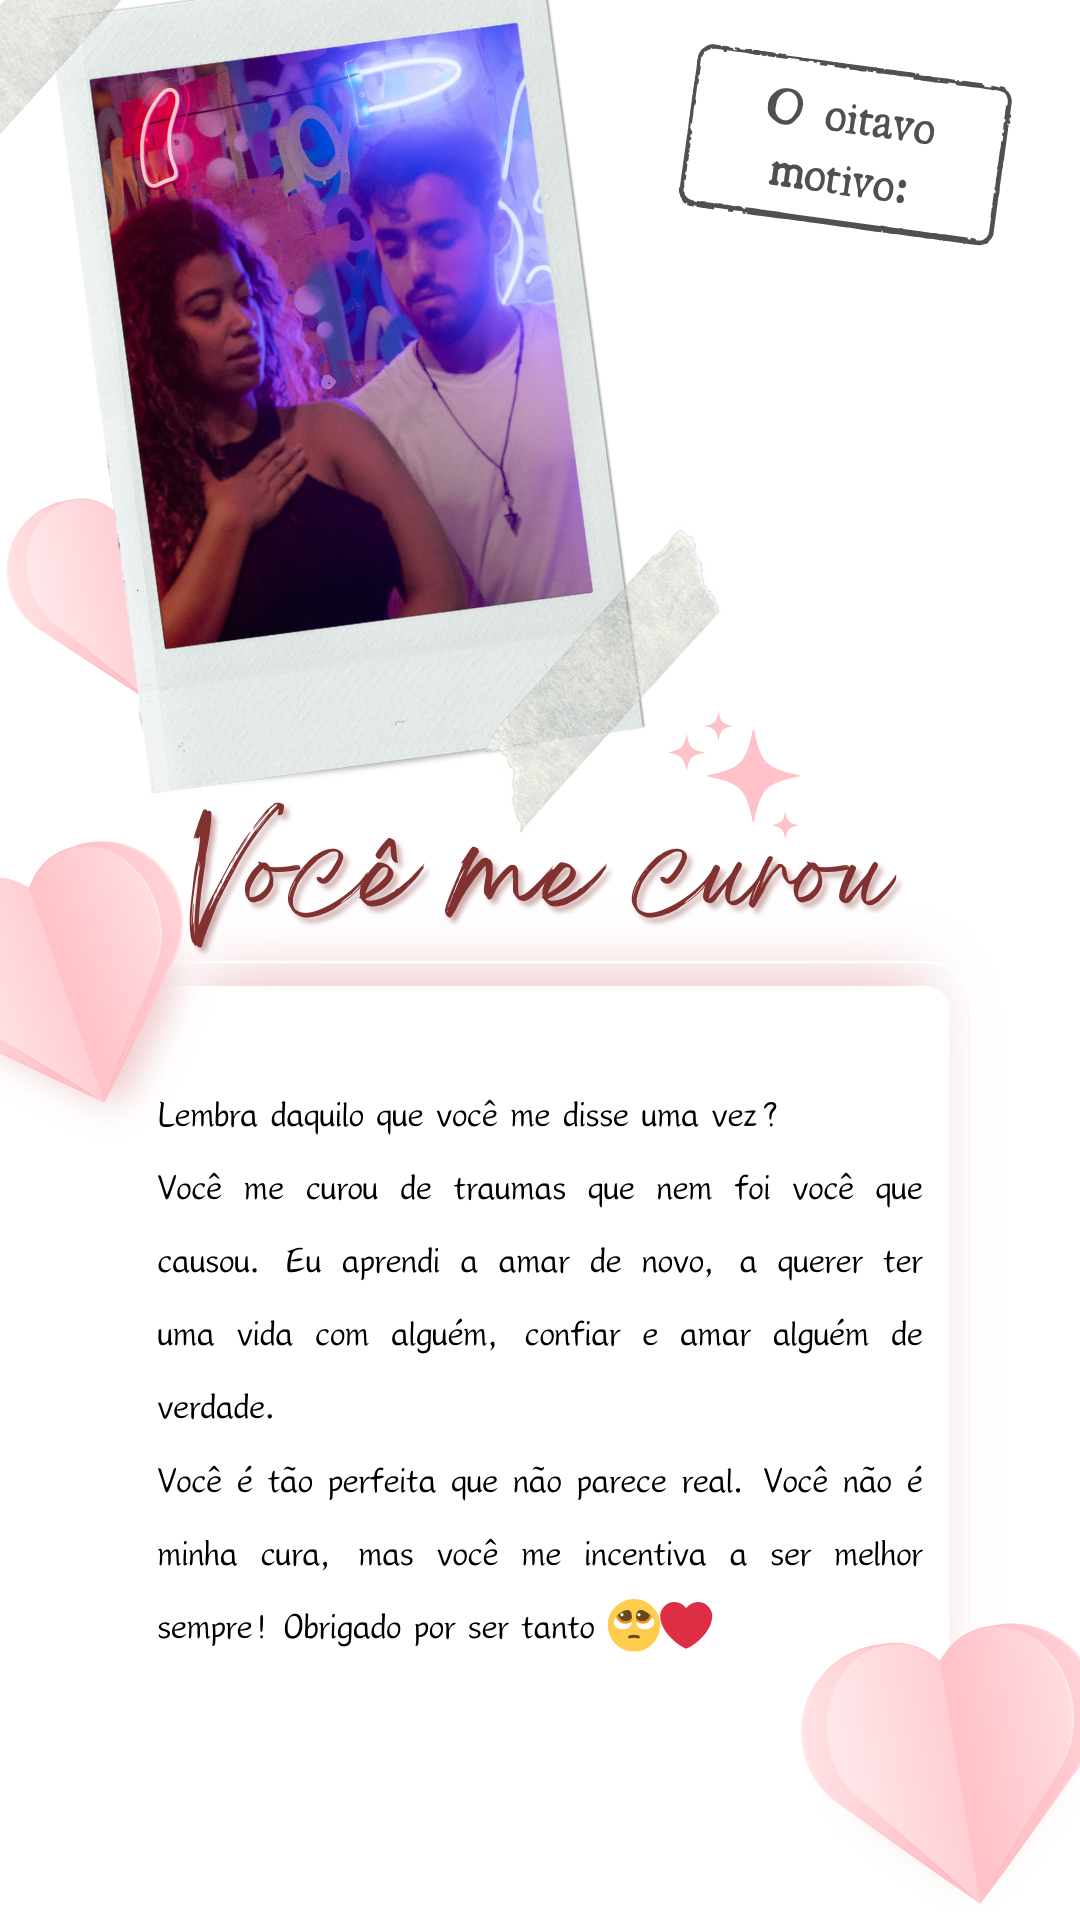 O oitavo
motivo:
Você me curou
Lembra daquilo que você me disse uma vez?
Você me curou de traumas que nem foi você que
causou. Eu aprendi a amar de novo, a querer ter
uma vida com alguém, confiar e amar alguém de
verdade.
Você é tão perfeita que não parece real. Você não é
minha cura, mas você me incentiva a ser melhor
sempre! Obrigado por ser tanto 🥺❤️